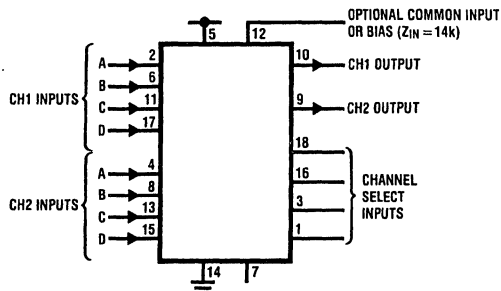 OPTIONAL COMMON INPUT
OR BIAS (ZIN = 14k)
5
12
CH1 INPUTS
A 2
B 6
C 11
D 17
10 CH1 OUTPUT
9 CH2 OUTPUT
CH2 INPUTS
A 4
B 8
C 13
D 15
18
16
3
1
CHANNEL
SELECT
INPUTS
14
7